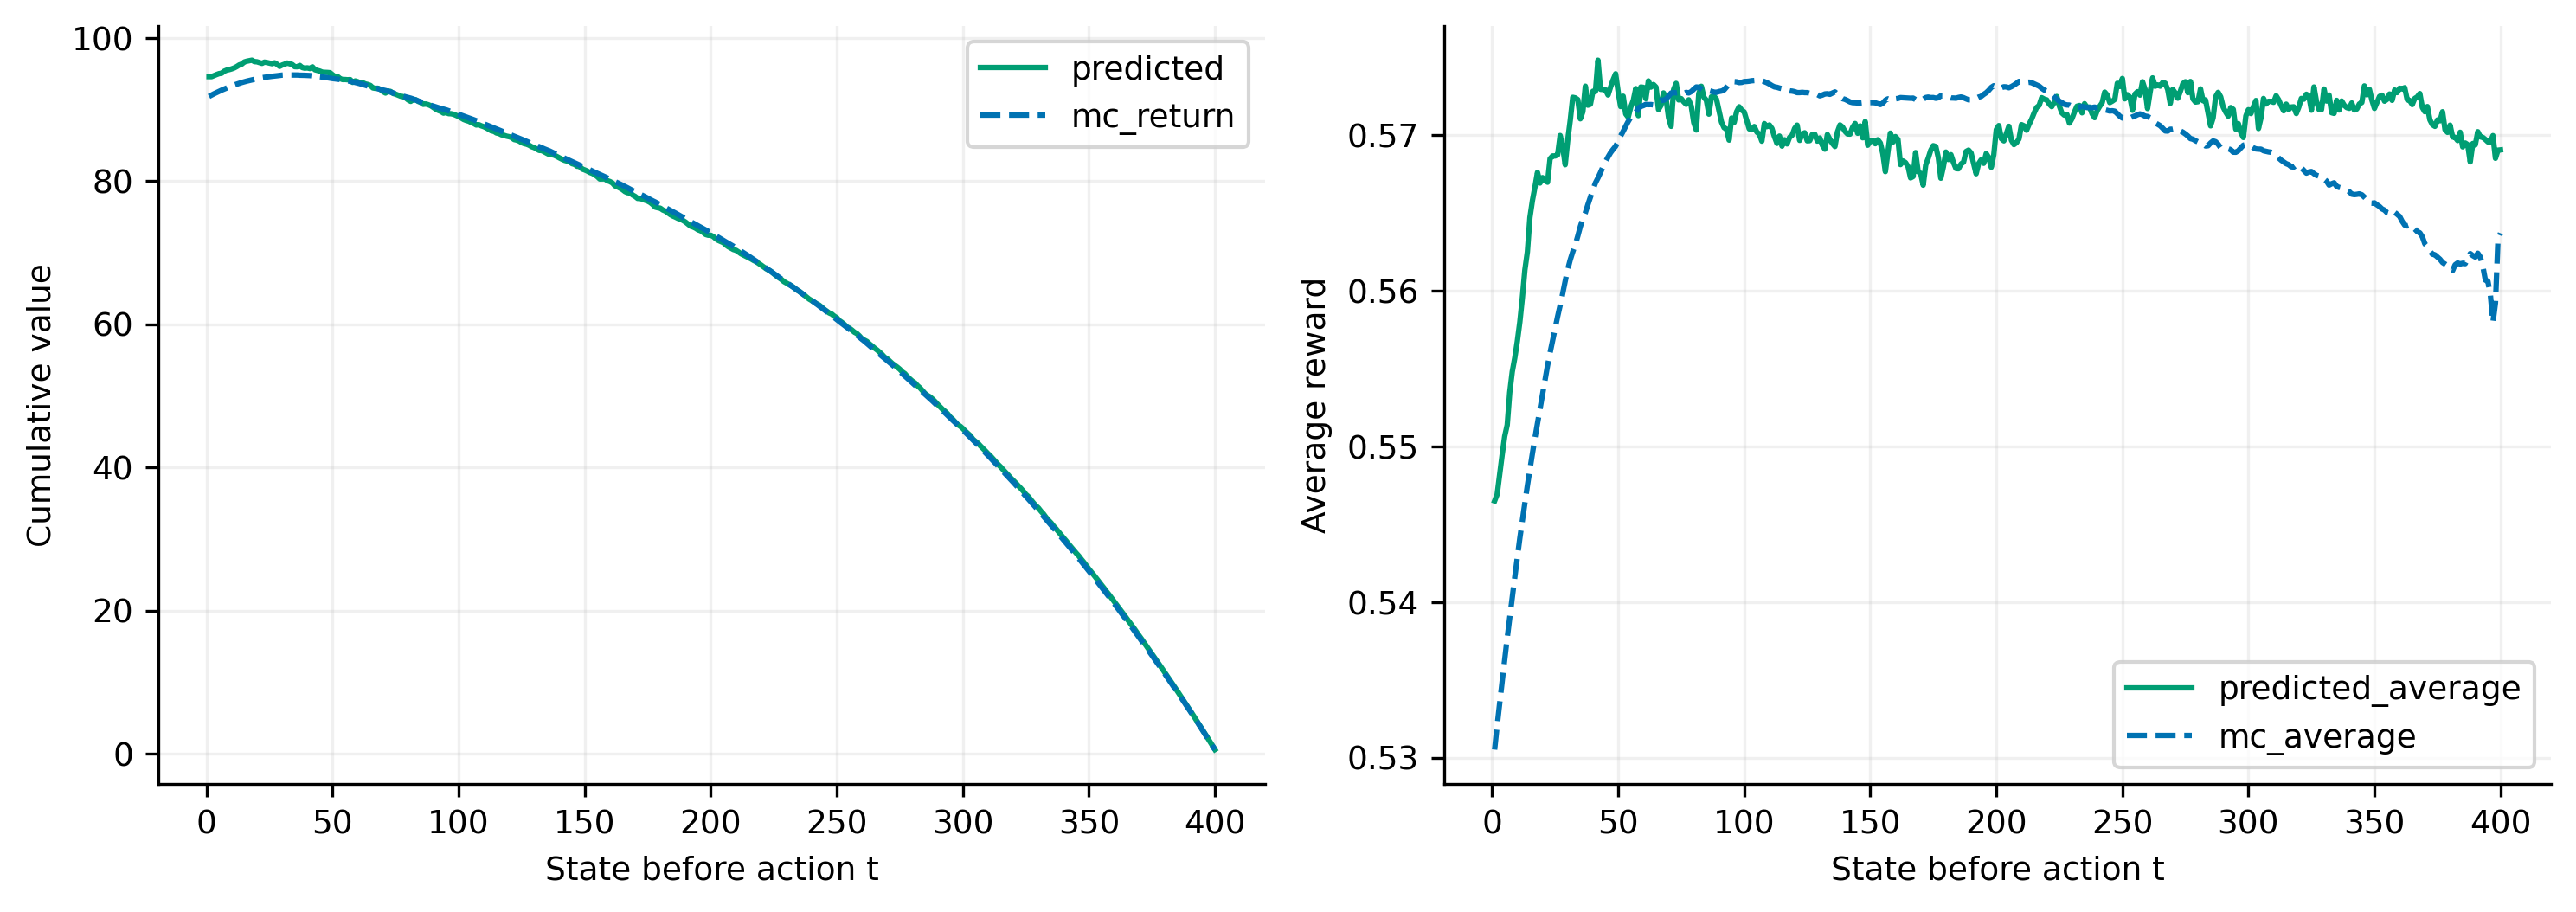 Cumulative value
100
80
60
40
20
0
0 50 100 150 200 250 300 350 400
State before action t
predicted
mc_return
Average reward
0.57
0.56
0.55
0.54
0.53
0 50 100 150 200 250 300 350 400
State before action t
predicted_average
mc_average